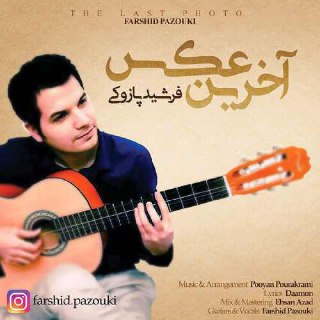 THE LAST PHOTO
FARSHID PAZOUKI
آخرین عکس
فرشید پازوکی
Music & Arrangement Pooyan Pourakrami
Lyrics Daamun
Mix & Mastering Ehsan Azad
Guitars & Vocals Farshid Pazouki
farshid.pazouki